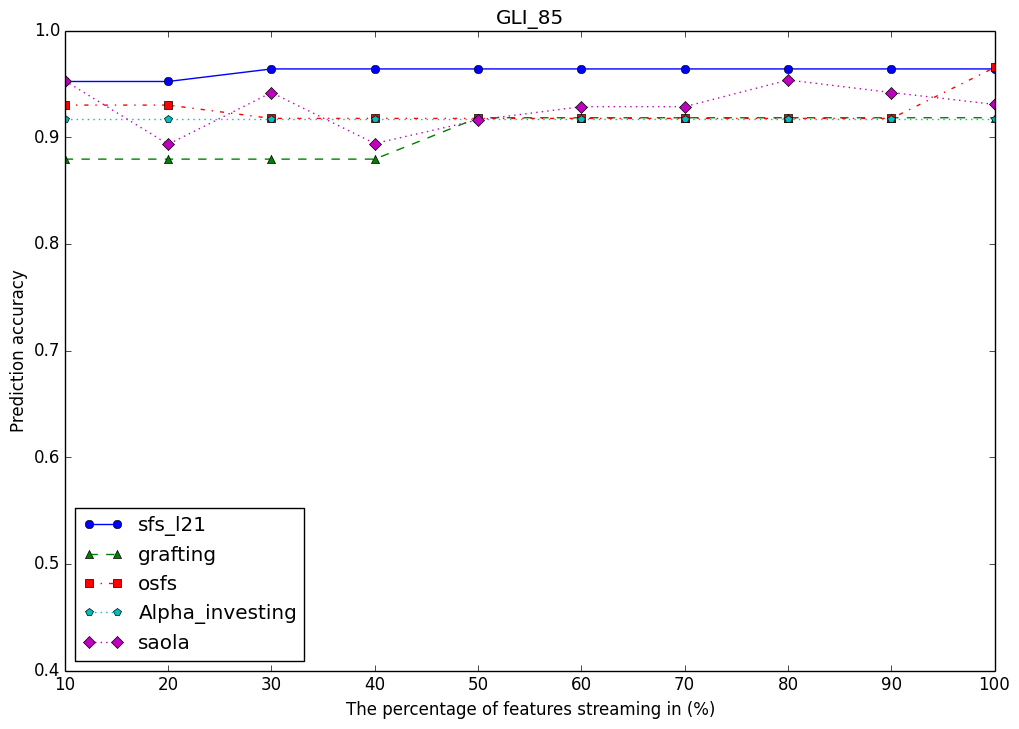 GLI_85
1.0
0.9
0.8
0.7
0.6
0.5
0.4
Prediction accuracy
sfs_l21
grafting
osfs
Alpha_investing
saola
10 20 30 40 50 60 70 80 90 100
The percentage of features streaming in (%)